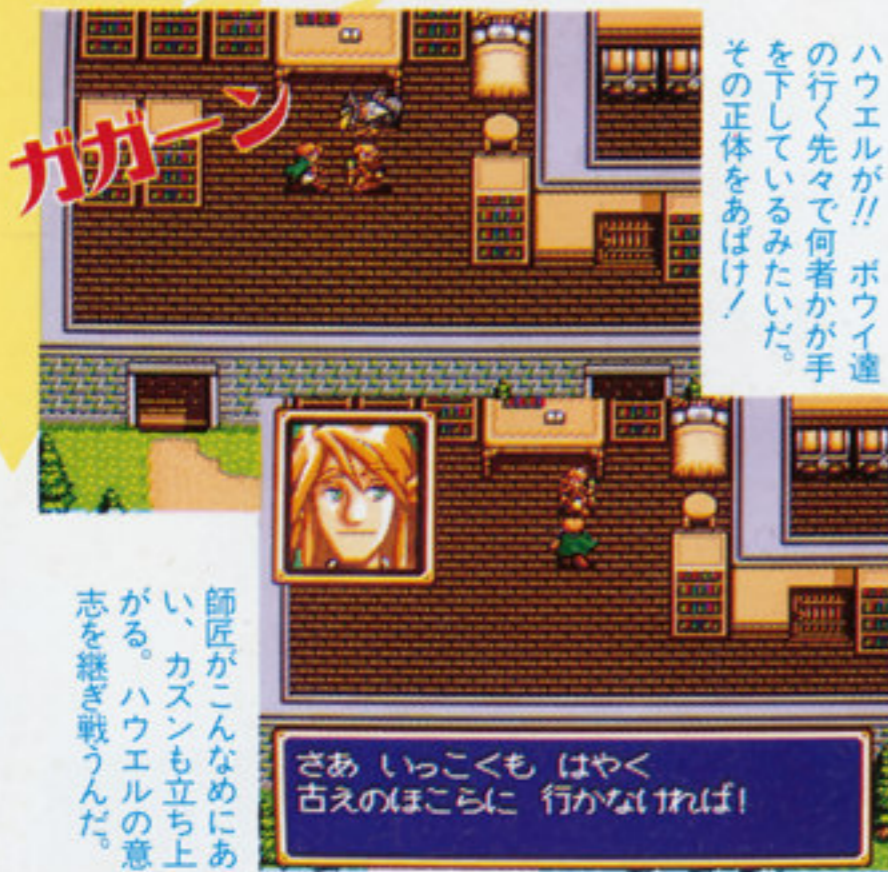 ハウエルが!! ボウイ達
の行く先々で何者かが手
を下しているみたいだ。
その正体をあばけ！
ガガーン
師匠がこんなめにあ
い、カズンも立ち上
がる。ハウエルの意
志を継ぎ戦うんだ。
さあ いっこくも はやく
古えのほこらに 行かなければ!